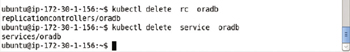 ubuntu@ip-172-30-1-156:~$ kubectl delete rc oradb
replicationcontrollers/oradb
ubuntu@ip-172-30-1-156:~$ kubectl delete service oradb
services/oradb
ubuntu@ip-172-30-1-156:~$